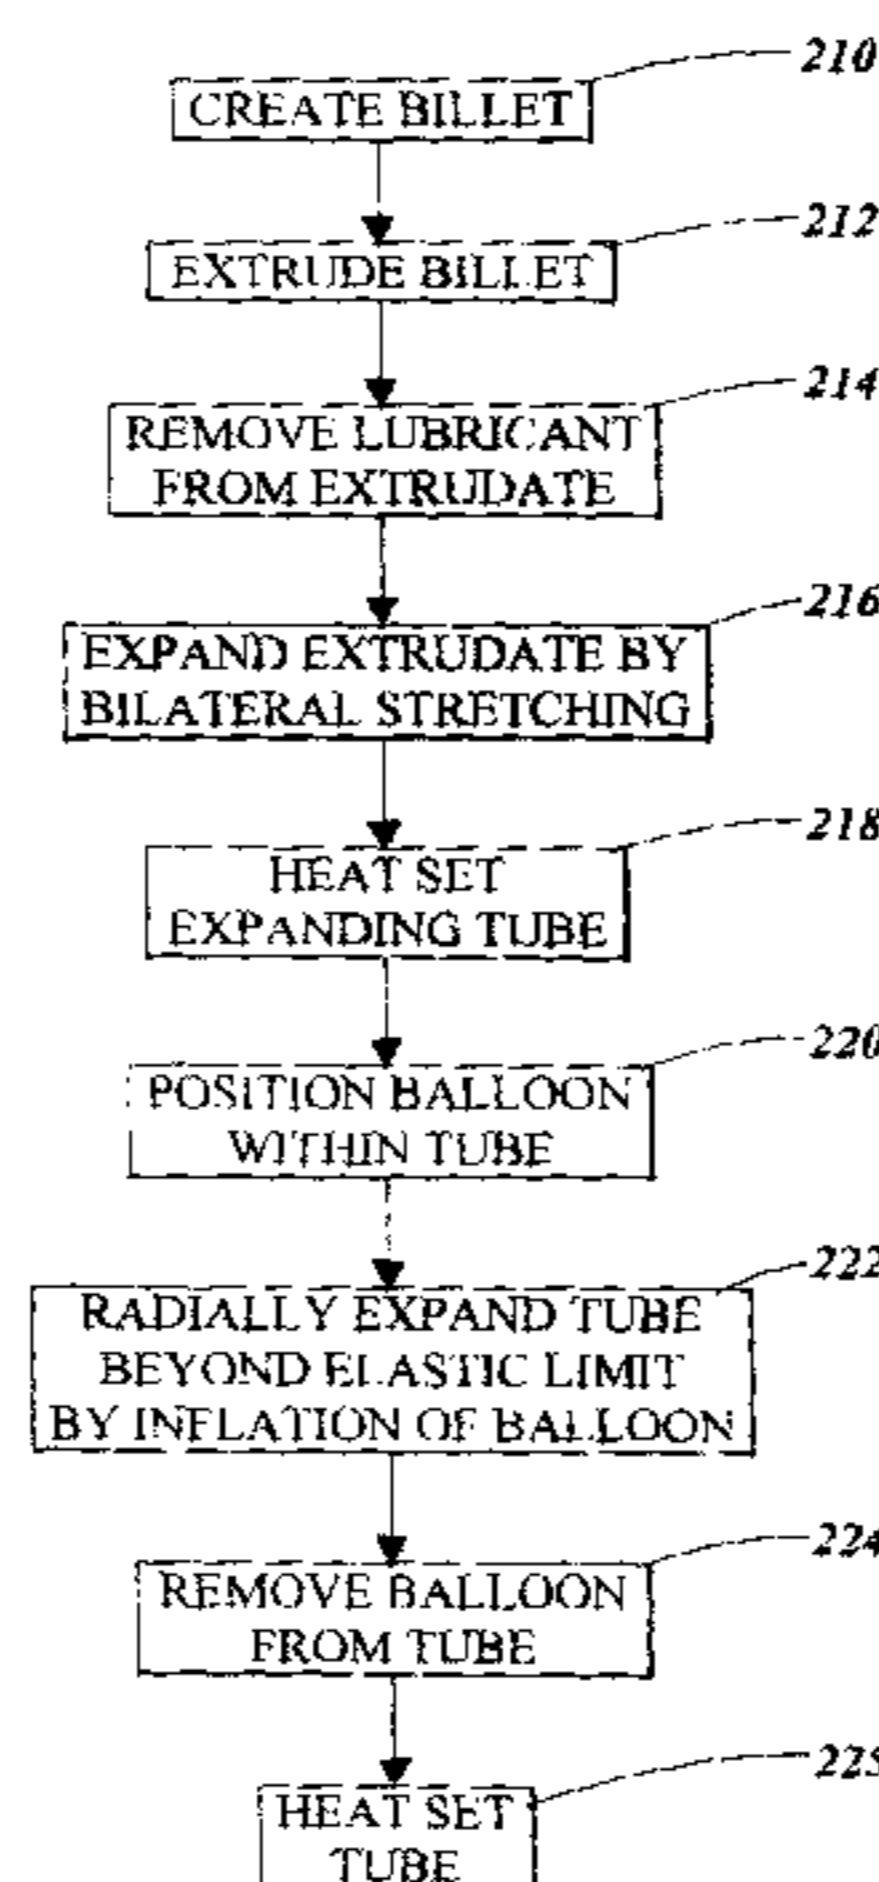 210
CREATE BILLET
212
EXTRUDE BILLET
214
REMOVE LUBRICANT
FROM EXTRUDATE
216
EXPAND EXTRUDATE BY
BILATERAL STRETCHING
218
HEAT SET
EXPANDING TUBE
220
POSITION BALLOON
WITHIN TUBE
222
RADIALLY EXPAND TUBE
BEYOND ELASTIC LIMIT
BY INFLATION OF BALLOON
224
REMOVE BALLOON
FROM TUBE
225
HEAT SET
TUBE